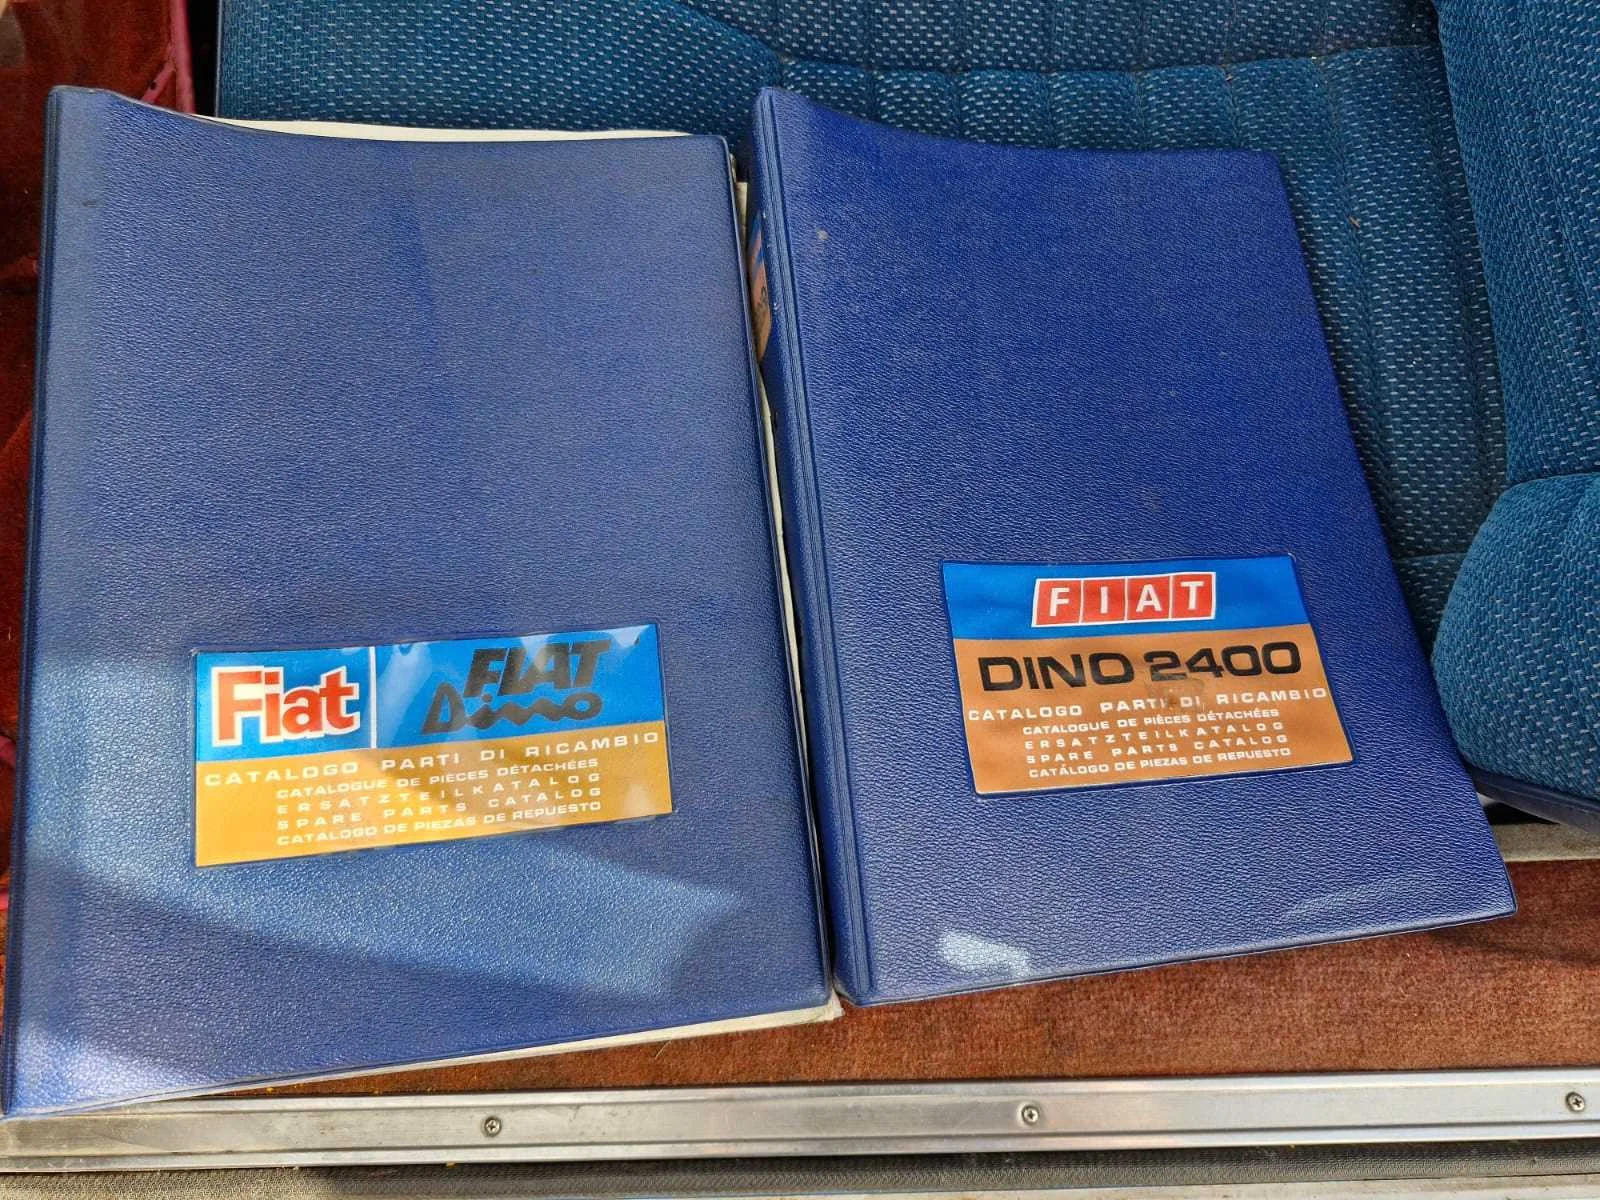 Fiat
FIAT
Dino
CATALOGO PARTI DI RICAMBIO
CATALOGUE DE PIÈCES DÉTACHÉES
ERSATZTEILKATALOG
SPARE PARTS CATALOG
CATÁLOGO DE PIEZAS DE REPUESTO
FIAT
DINO 2400
CATALOGO PARTI DI RICAMBIO
CATALOGUE DE PIÈCES DÉTACHÉES
ERSATZTEILKATALOG
SPARE PARTS CATALOG
CATÁLOGO DE PIEZAS DE REPUESTO